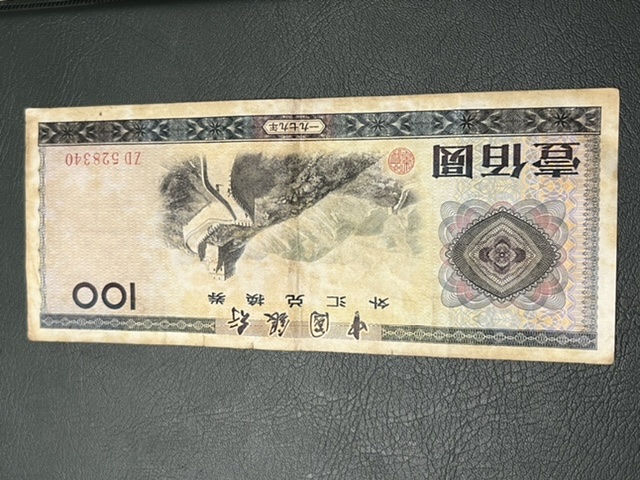 中國銀行
外汇兑换券
100
壹佰圓
ZD 528340
一九七九年